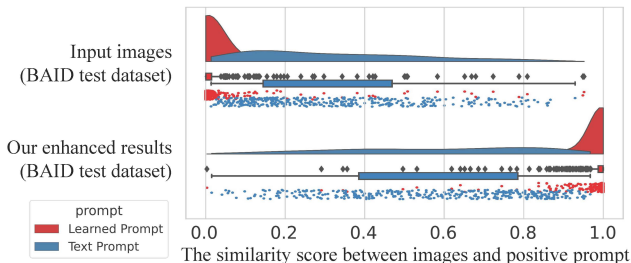 Input images
(BAID test dataset)
Our enhanced results
(BAID test dataset)
prompt
Learned Prompt
Text Prompt
0.0 0.2 0.4 0.6 0.8 1.0
The similarity score between images and positive prompt